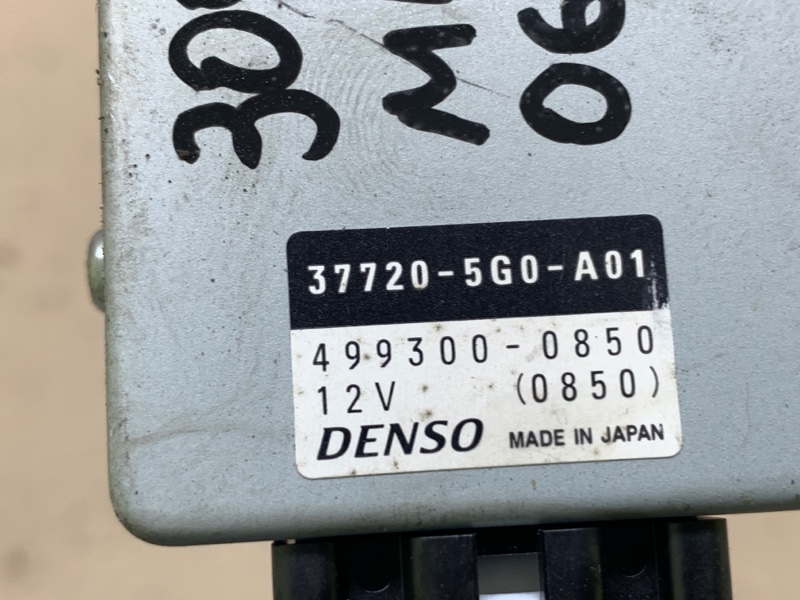 37720-5G0-A01
499300-0850
12V (0850)
DENSO MADE IN JAPAN